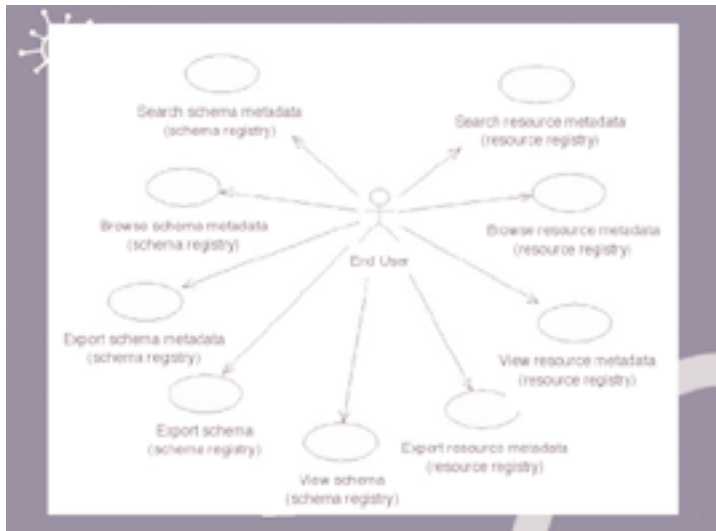 Search schema metadata
(schema registry)
Search resource metadata
(resource registry)
Browse schema metadata
(schema registry)
Browse resource metadata
(resource registry)
End User
Export schema metadata
(schema registry)
View resource metadata
(resource registry)
Export schema
(schema registry)
Export resource metadata
(resource registry)
View schema
(schema registry)